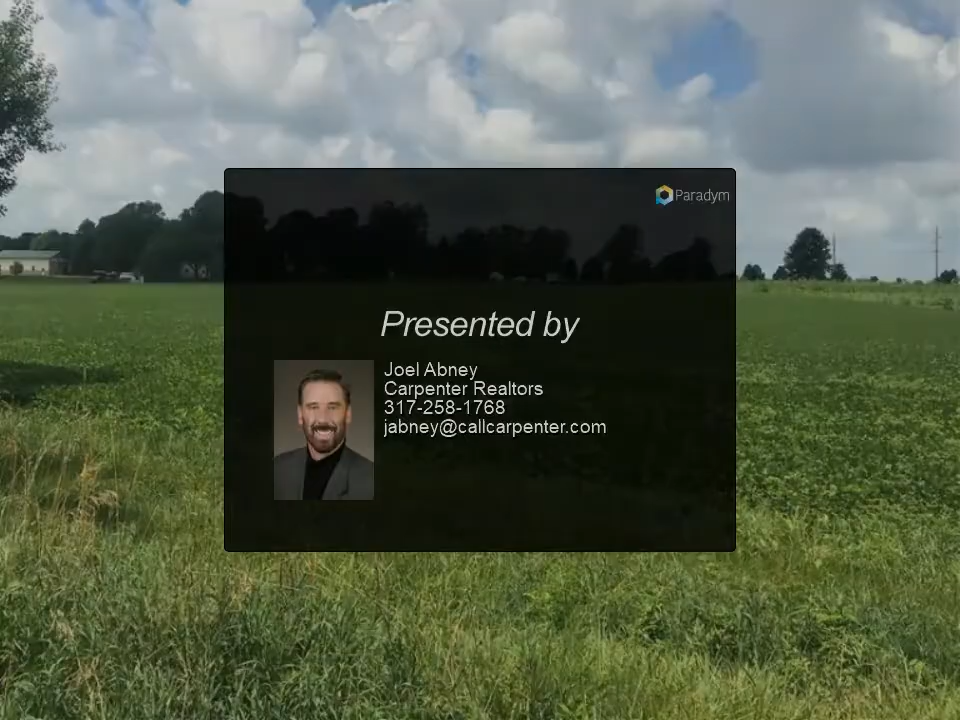 Paradym
Presented by
Joel Abney
Carpenter Realtors
317-258-1768
jabney@callcarpenter.com